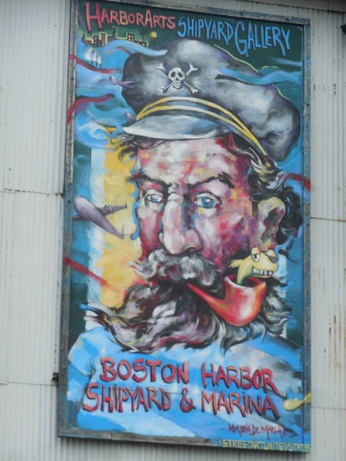 HARBORARTS SHIPYARD GALLERY
BOSTON HARBOR
SHIPYARD & MARINA